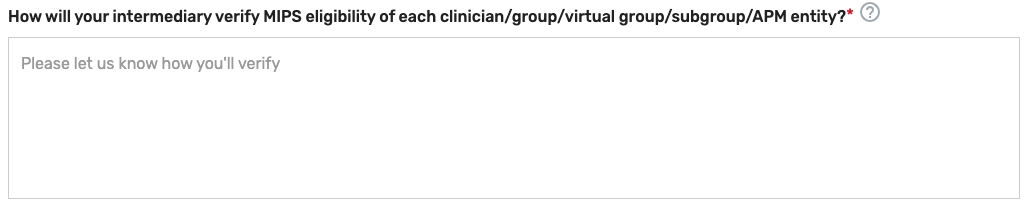 How will your intermediary verify MIPS eligibility of each clinician/group/virtual group/subgroup/APM entity?* ?
Please let us know how you'll verify